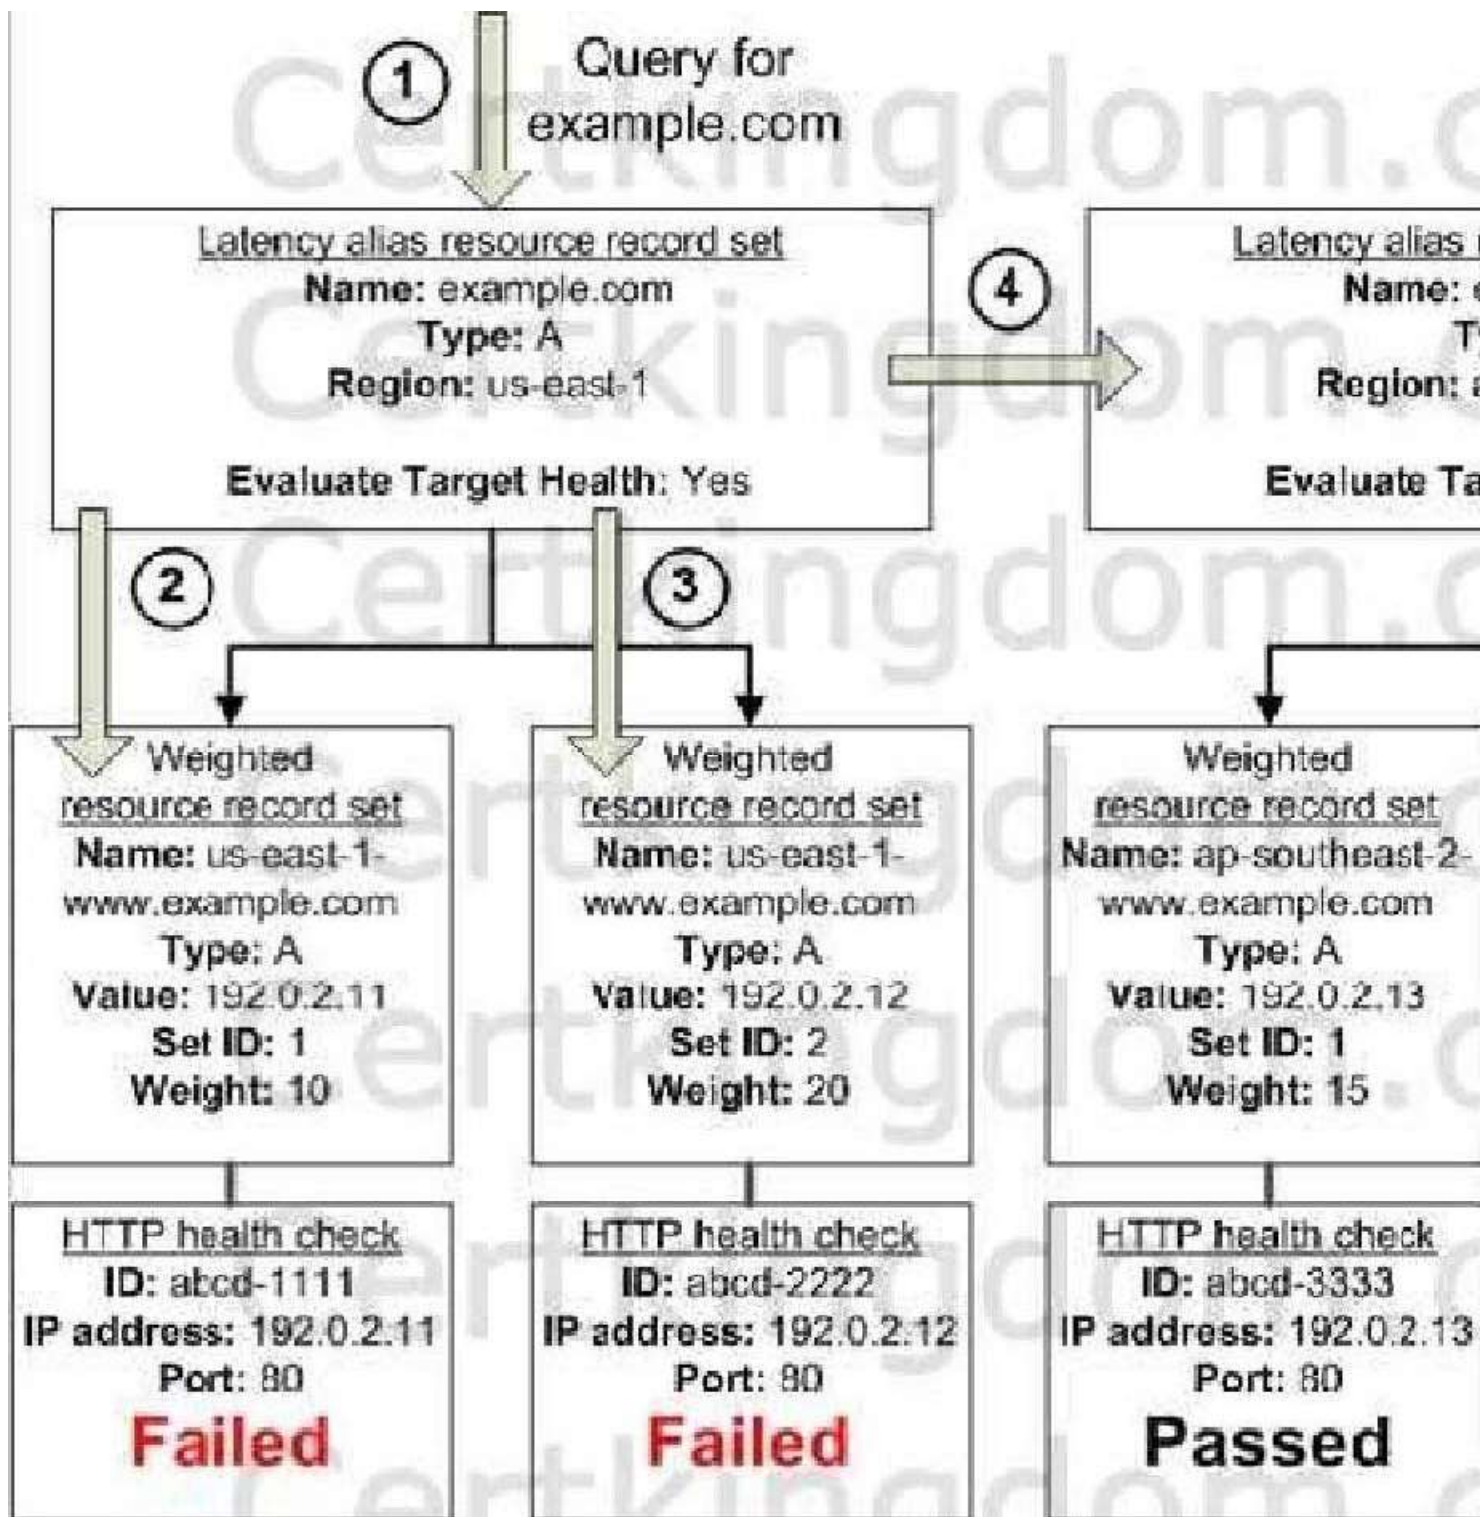 1
Query for
example.com
Latency alias resource record set
Name: example.com
Type: A
Region: us-east-1
Evaluate Target Health: Yes
4
Latency alias
Name:
Region:
Evaluate
2
3
Weighted
resource record set
Name: us-east-1-
www.example.com
Type: A
Value: 192.0.2.11
Set ID: 1
Weight: 10
Weighted
resource record set
Name: us-east-1-
www.example.com
Type: A
Value: 192.0.2.12
Set ID: 2
Weight: 20
Weighted
resource record set
Name: ap-southeast-2-
www.example.com
Type: A
Value: 192.0.2.13
Set ID: 1
Weight: 15
HTTP health check
ID: abcd-1111
IP address: 192.0.2.11
Port: 80
Failed
HTTP health check
ID: abcd-2222
IP address: 192.0.2.12
Port: 80
Failed
HTTP health check
ID: abcd-3333
IP address: 192.0.2.13
Port: 80
Passed
Certkingdom.c
Certkingdom.c
Certkingdom.c
Certkingdom.c
Certkingdom.c
Certkingdom.c
Certkingdom.c